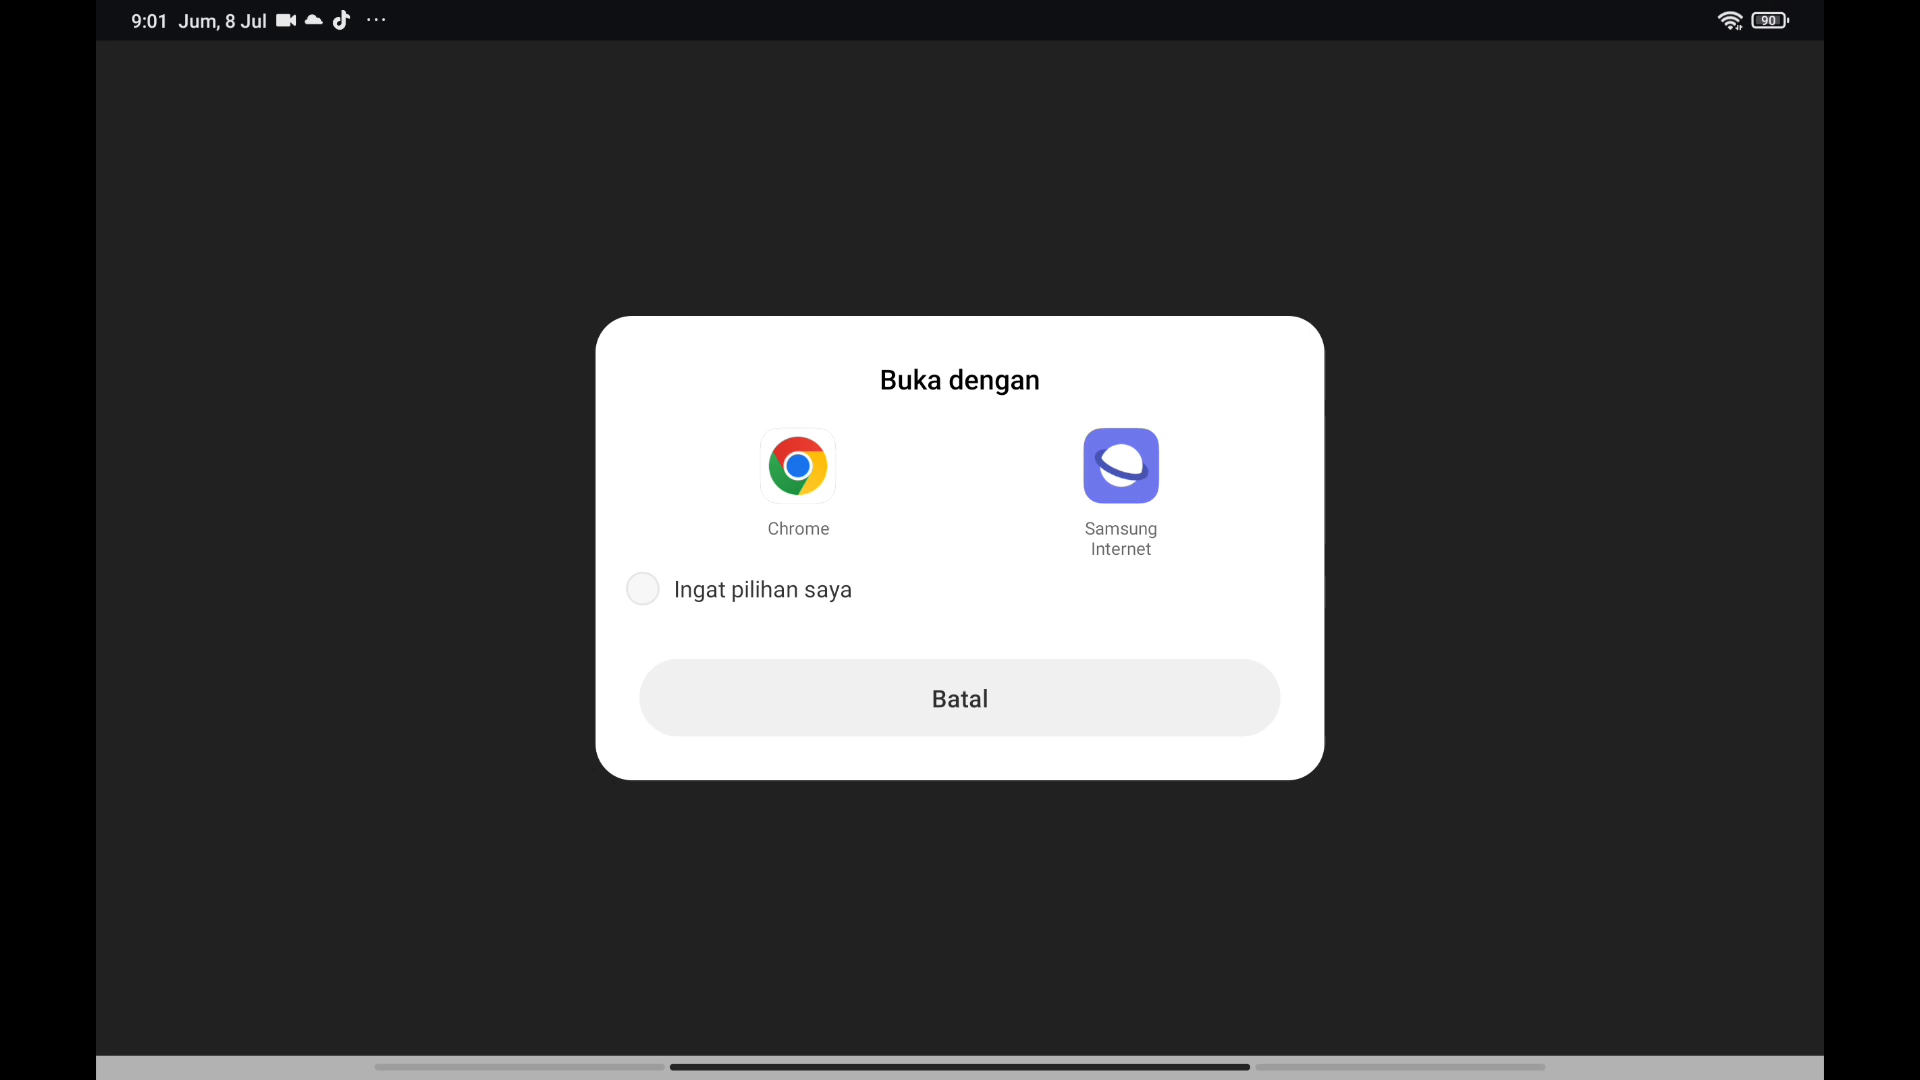 9:01 Jum, 8 Jul ... 90
Buka dengan
Chrome
Samsung
Internet
Ingat pilihan saya
Batal